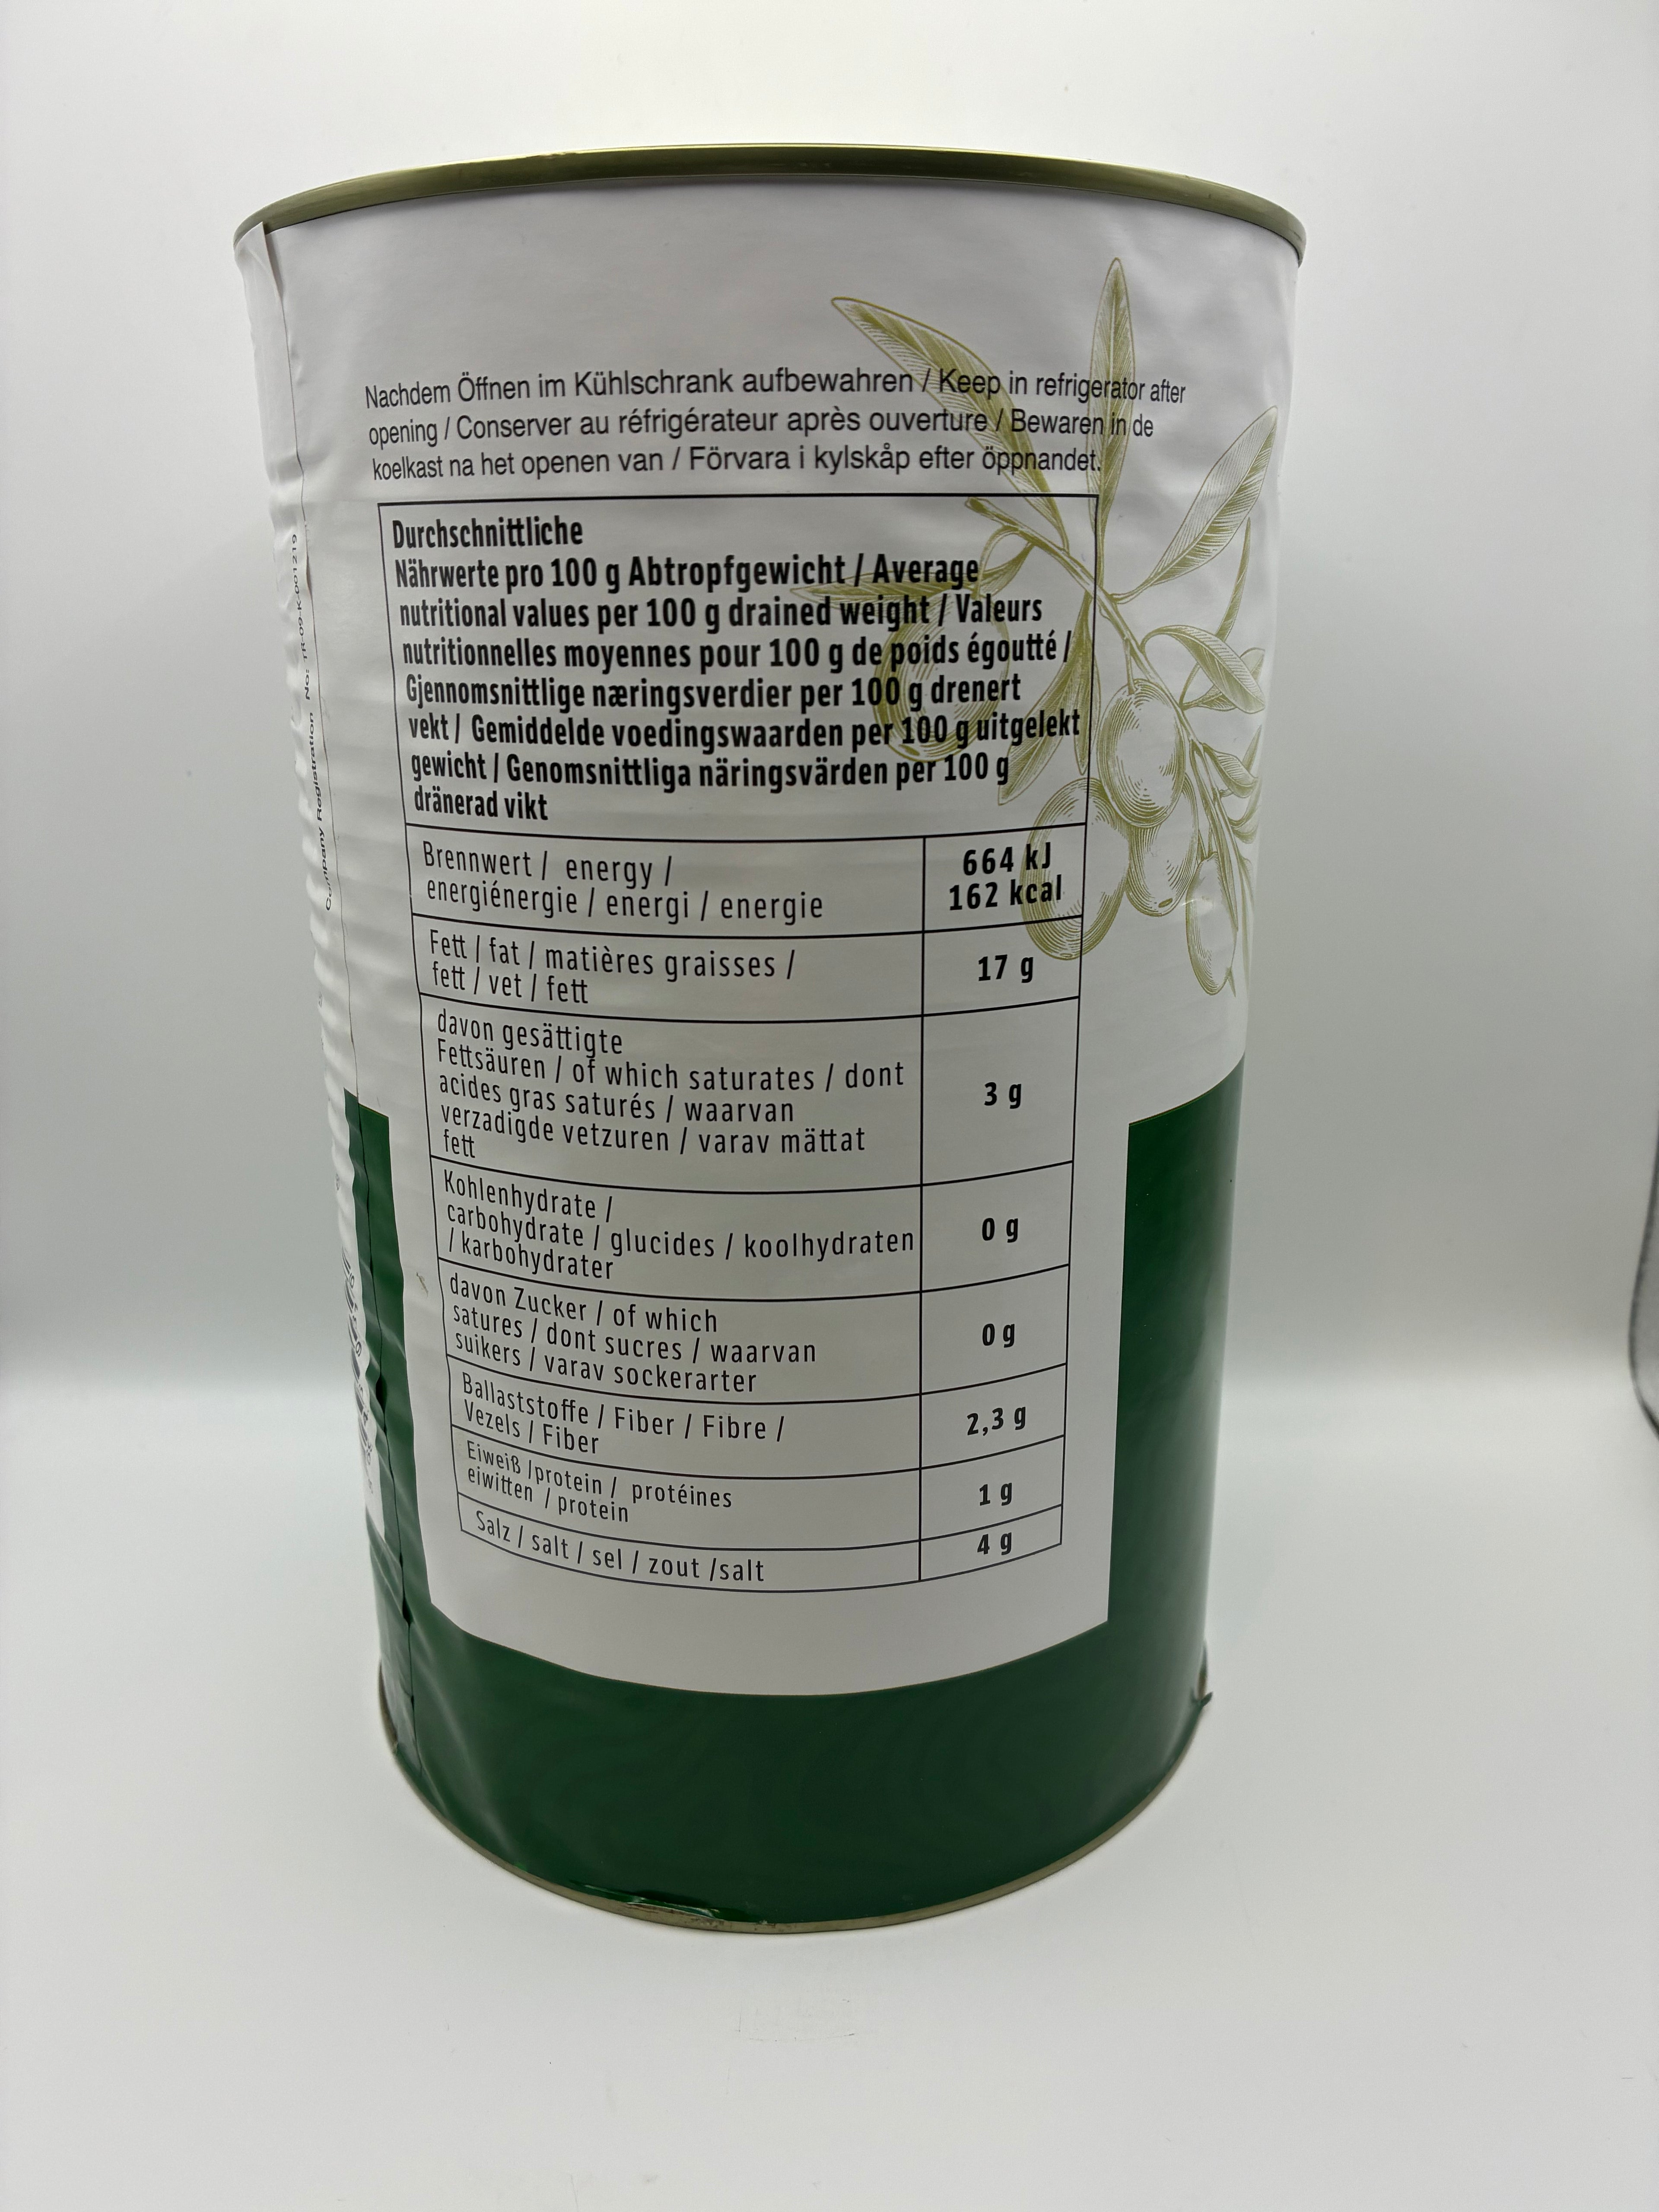 Nachdem Öffnen im Kühlschrank aufbewahren / Keep in refrigerator after
opening / Conserver au réfrigérateur après ouverture / Bewaren in de
koelkast na het openen van / Förvara i kylskåp efter öppnandet.
Durchschnittliche
Nährwerte pro 100 g Abtropfgewicht / Average
nutritional values per 100 g drained weight / Valeurs
nutritionnelles moyennes pour 100 g de poids égoutté /
Gjennomsnittlige næringsverdier per 100 g drenert
vekt / Gemiddelde voedingswaarden per 100 g uitgelekt
gewicht / Genomsnittliga näringsvärden per 100 g
dränerad vikt
Brennwert / energy /
energiénergie / energi / energie
664 kJ
162 kcal
Fett / fat / matières graisses /
fett / vet / fett
17 g
davon gesättigte
Fettsäuren / of which saturates / dont
acides gras saturés / waarvan
verzadigde vetzuren / varav mättat
fett
3 g
Kohlenhydrate /
carbohydrate / glucides / koolhydraten
/ karbohydrater
0 g
davon Zucker / of which
satures / dont sucres / waarvan
suikers / varav sockerarter
0 g
Ballaststoffe / Fiber / Fibre /
Vezels / Fiber
2,3 g
Eiweiß /protein / protéines
eiwitten / protein
1 g
Salz / salt / sel / zout /salt
4 g
Company Registration No: TR-09-K-001219